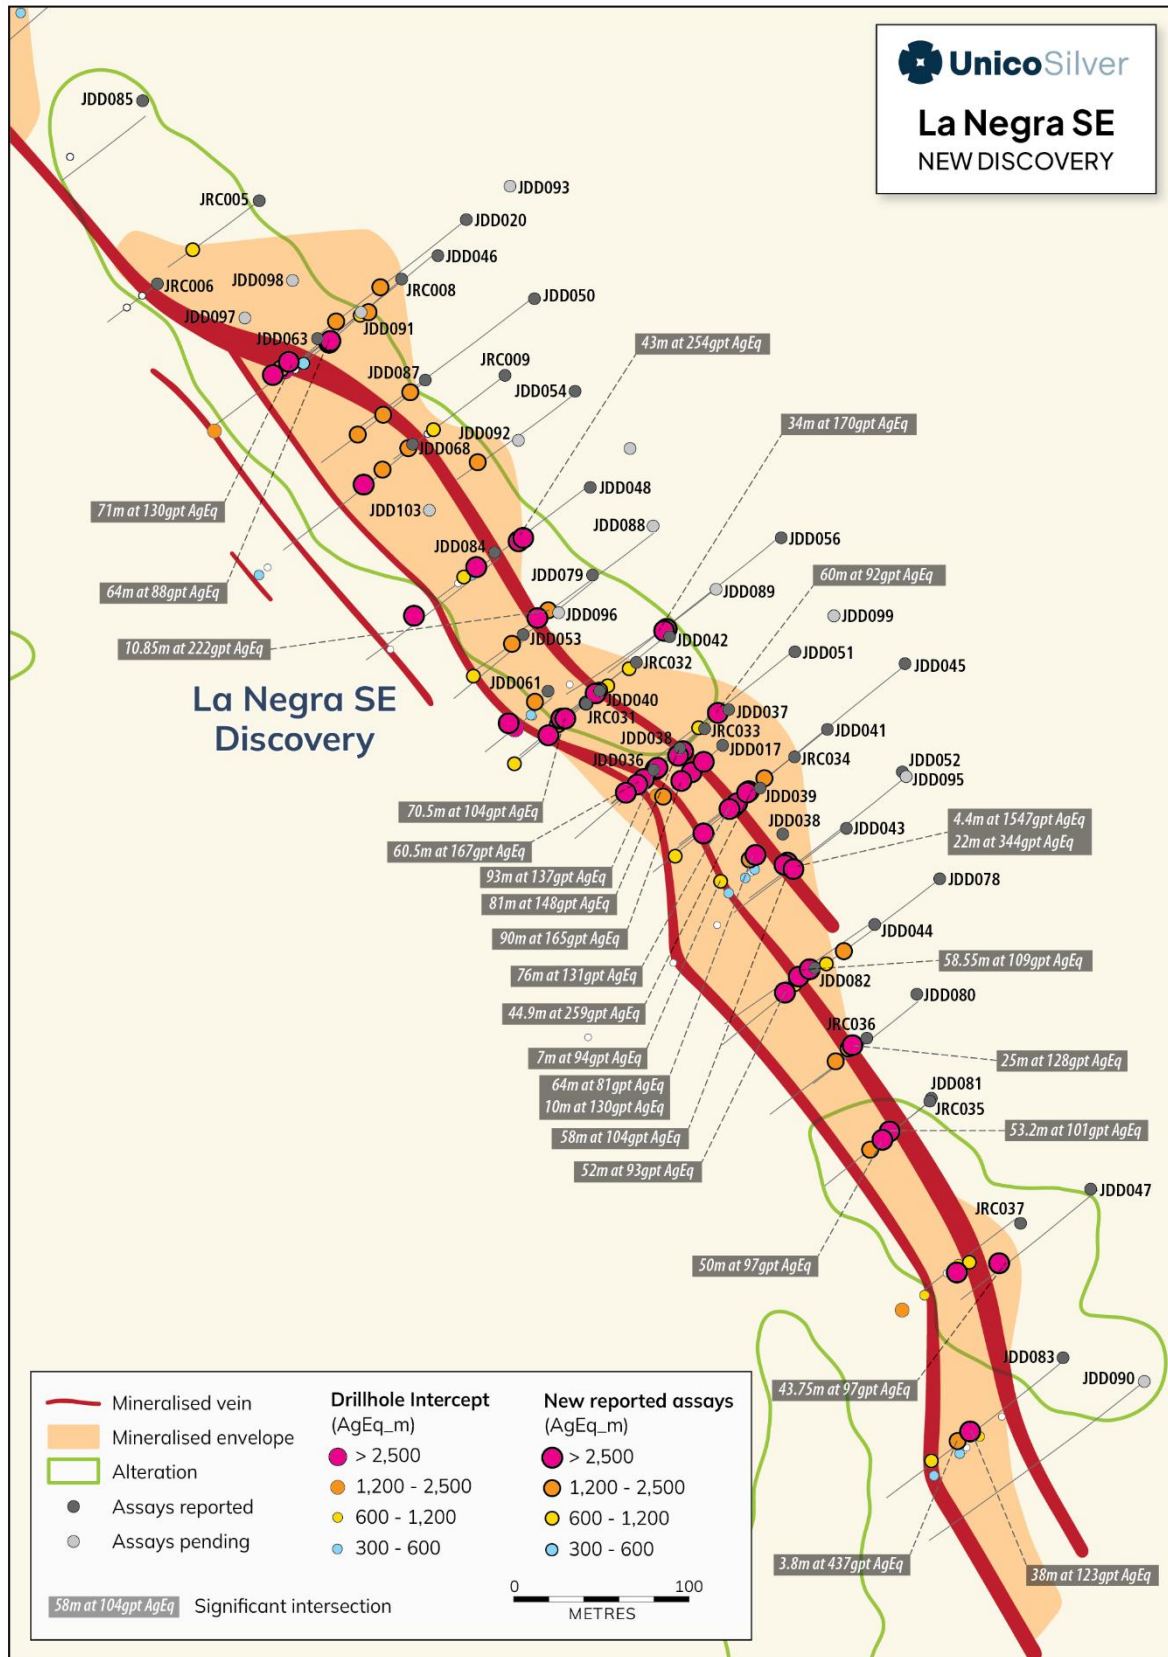 UnicoSilver
La Negra SE
NEW DISCOVERY
JDD085
JDD093
JRC005
JDD020
JDD046
JDD098
JRC006
JRC008
JDD050
JDD097
JDD091
JDD063
43m at 254gpt AgEq
JRC009
JDD087
JDD054
34m at 170gpt AgEq
JDD092
JDD068
JDD048
71m at 130gpt AgEq
JDD103
JDD088
JDD056
JDD084
60m at 92gpt AgEq
JDD079
64m at 88gpt AgEq
JDD089
JDD096
JDD099
10.85m at 222gpt AgEq
JDD053
JDD042
JDD051
JRC032
JDD045
JDD061
La Negra SE
Discovery
JDD040
JDD037
JRC031
JRC033
JDD041
JDD038
JDD017
JRC034
JDD036
JDD052
JDD095
JDD039
70.5m at 104gpt AgEq
4.4m at 1547gpt AgEq
22m at 344gpt AgEq
JDD038
JDD043
60.5m at 167gpt AgEq
93m at 137gpt AgEq
JDD078
81m at 148gpt AgEq
JDD044
90m at 165gpt AgEq
58.55m at 109gpt AgEq
76m at 131gpt AgEq
JDD082
JDD080
44.9m at 259gpt AgEq
JRC036
7m at 94gpt AgEq
25m at 128gpt AgEq
64m at 81gpt AgEq
10m at 130gpt AgEq
JDD081
JRC035
58m at 104gpt AgEq
53.2m at 101gpt AgEq
52m at 93gpt AgEq
JDD047
JRC037
50m at 97gpt AgEq
JDD083
JDD090
43.75m at 97gpt AgEq
3.8m at 437gpt AgEq
38m at 123gpt AgEq
Mineralised vein
Mineralised envelope
Alteration
Assays reported
Assays pending
58m at 104gpt AgEq
Significant intersection
Drillhole Intercept
(AgEq_m)
> 2,500
1,200 - 2,500
600 - 1,200
300 - 600
New reported assays
(AgEq_m)
> 2,500
1,200 - 2,500
600 - 1,200
300 - 600
0
100
METRES